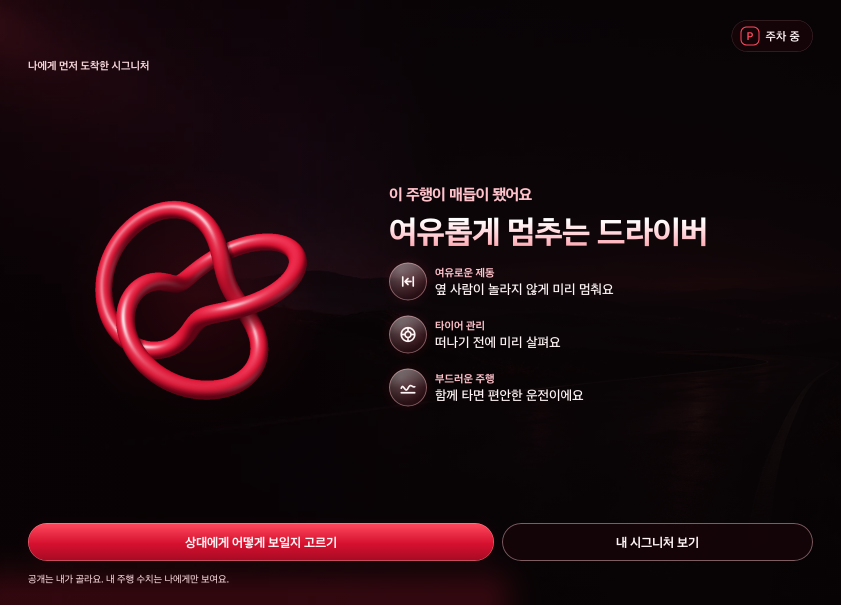 P 주차 중
나에게 먼저 도착한 시그니처
이 주행이 매듭이 됐어요
여유롭게 멈추는 드라이버
여유로운 제동
옆 사람이 놀라지 않게 미리 멈춰요
타이어 관리
떠나기 전에 미리 살펴요
부드러운 주행
함께 타면 편안한 운전이에요
상대에게 어떻게 보일지 고르기
내 시그니처 보기
공개는 내가 골라요. 내 주행 수치는 나에게만 보여요.